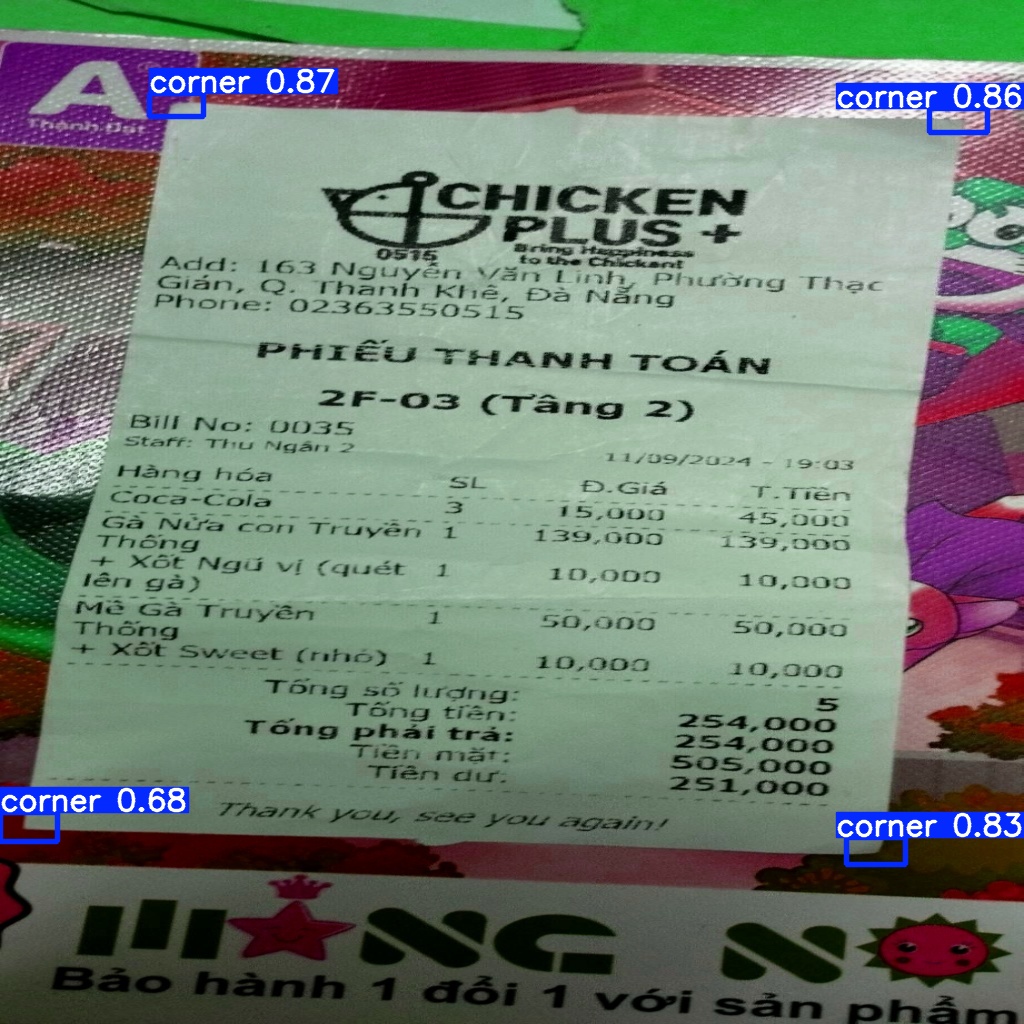 A
Thành Đạt
corner 0.87
corner 0.86
CHICKEN
PLUS +
0515
Bring Happiness
to the Chicken!
Add: 163 Nguyễn Văn Linh, Phường Thạc
Gián, Q. Thanh Khê, Đà Nẵng
Phone: 02363550515
PHIẾU THANH TOÁN
2F-03 (Tầng 2)
Bill No: 0035
Staff: Thu Ngân 2
11/09/2024 - 19:03
Hàng hóa SL Đ.Giá T.Tiền
Coca-Cola 3 15,000 45,000
Gà Nửa con Truyền 1 139,000 139,000
Thống
+ Xốt Ngũ vị (quét 1 10,000 10,000
lên gà)
Mề Gà Truyền 1 50,000 50,000
Thống
+ Xốt Sweet (nhỏ) 1 10,000 10,000
Tổng số lượng: 5
Tổng tiền: 254,000
Tổng phải trả: 254,000
Tiền mặt: 505,000
Tiền dư: 251,000
Thank you, see you again!
corner 0.68
corner 0.83
Bảo hành 1 đổi 1 với sản phẩm